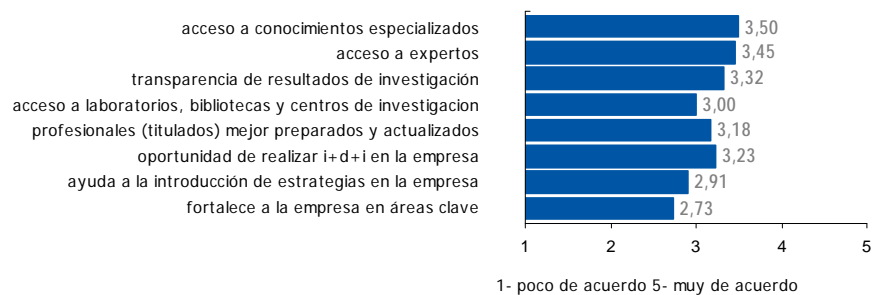 acceso a conocimientos especializados 3,50
acceso a expertos 3,45
transparencia de resultados de investigación 3,32
acceso a laboratorios, bibliotecas y centros de investigacion 3,00
profesionales (titulados) mejor preparados y actualizados 3,18
oportunidad de realizar i+d+i en la empresa 3,23
ayuda a la introducción de estrategias en la empresa 2,91
fortalece a la empresa en áreas clave 2,73
1 2 3 4 5
1- poco de acuerdo 5- muy de acuerdo